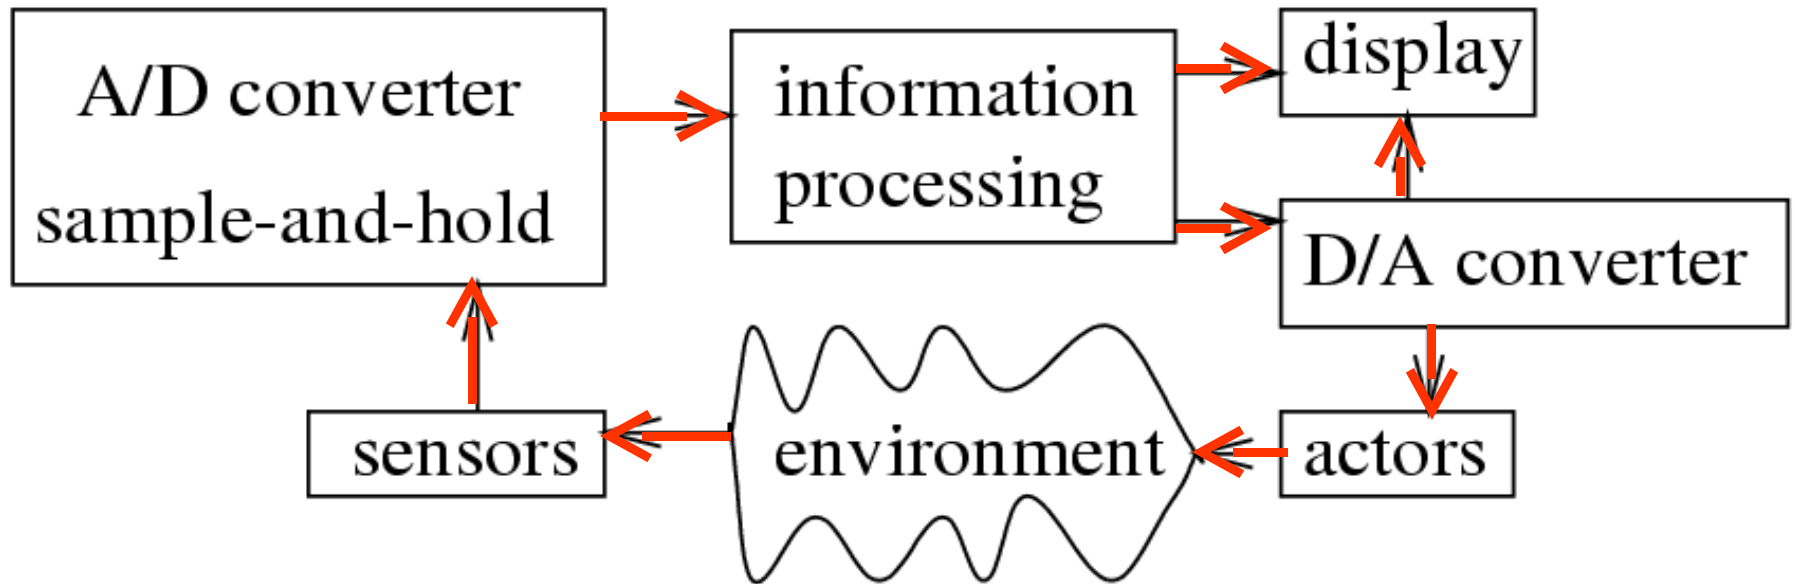 A/D converter
sample-and-hold
information
processing
display
D/A converter
sensors
environment
actors